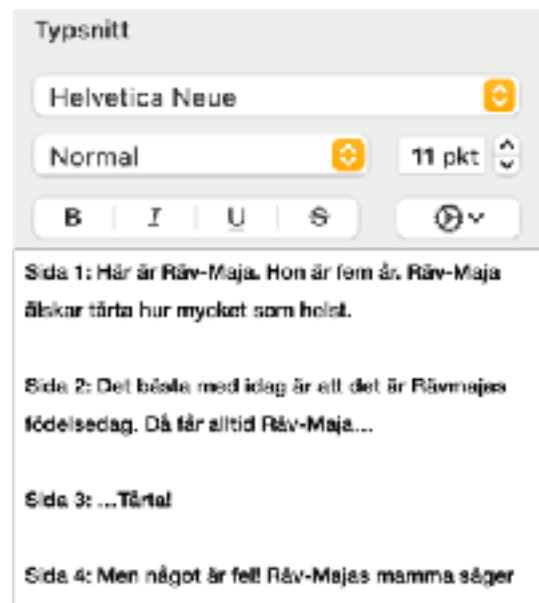 Typsnitt
Helvetica Neue
Normal
11 pkt
B I U S
Sida 1: Här är Räv-Maja. Hon är fem år. Räv-Maja
älskar tårta hur mycket som helst.
Sida 2: Det bästa med idag är att det är Rävmajas
födelsedag. Då får alltid Räv-Maja...
Sida 3: ...Tårta!
Sida 4: Men något är fel! Räv-Majas mamma säger